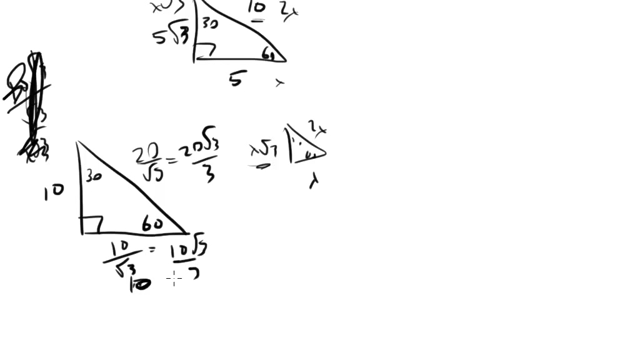 x√3 10 2x
30
5√3
60
5 x
20/√3 = 20√3/3
x√3 2x
x
10
30
60
10/√3 = 10√3/3
10